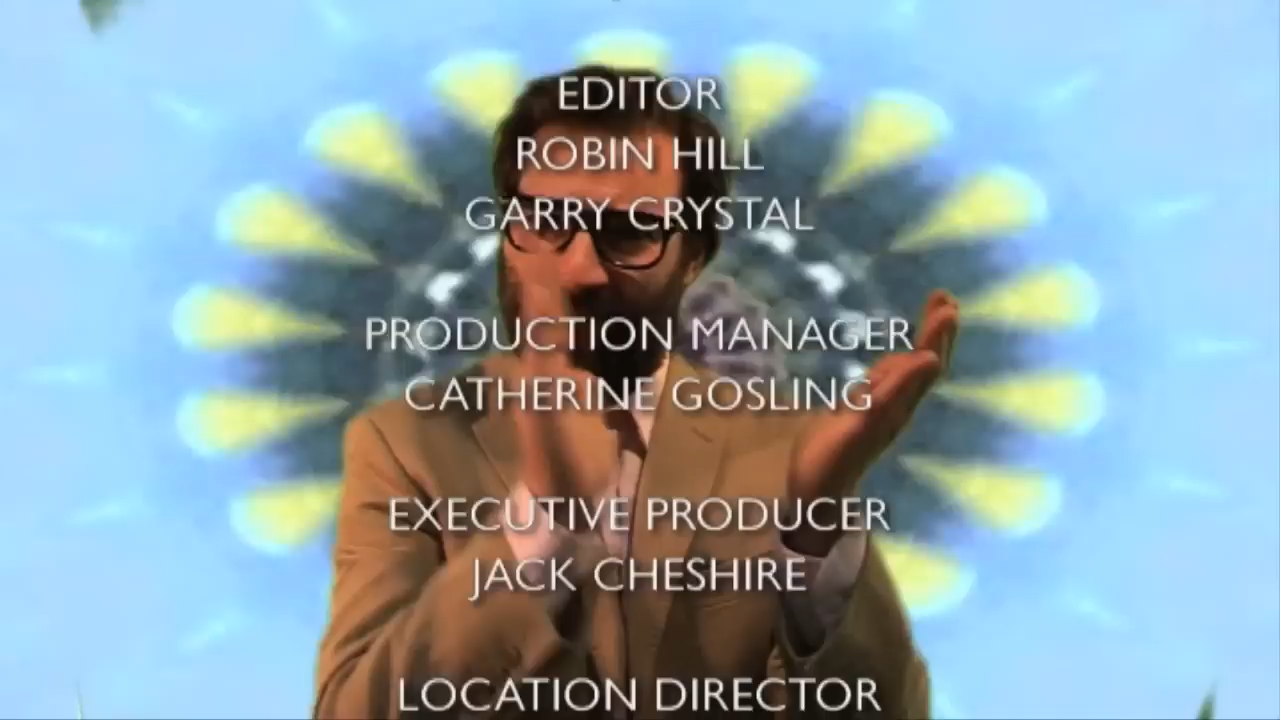 EDITOR
ROBIN HILL
GARRY CRYSTAL
PRODUCTION MANAGER
CATHERINE GOSLING
EXECUTIVE PRODUCER
JACK CHESHIRE
LOCATION DIRECTOR